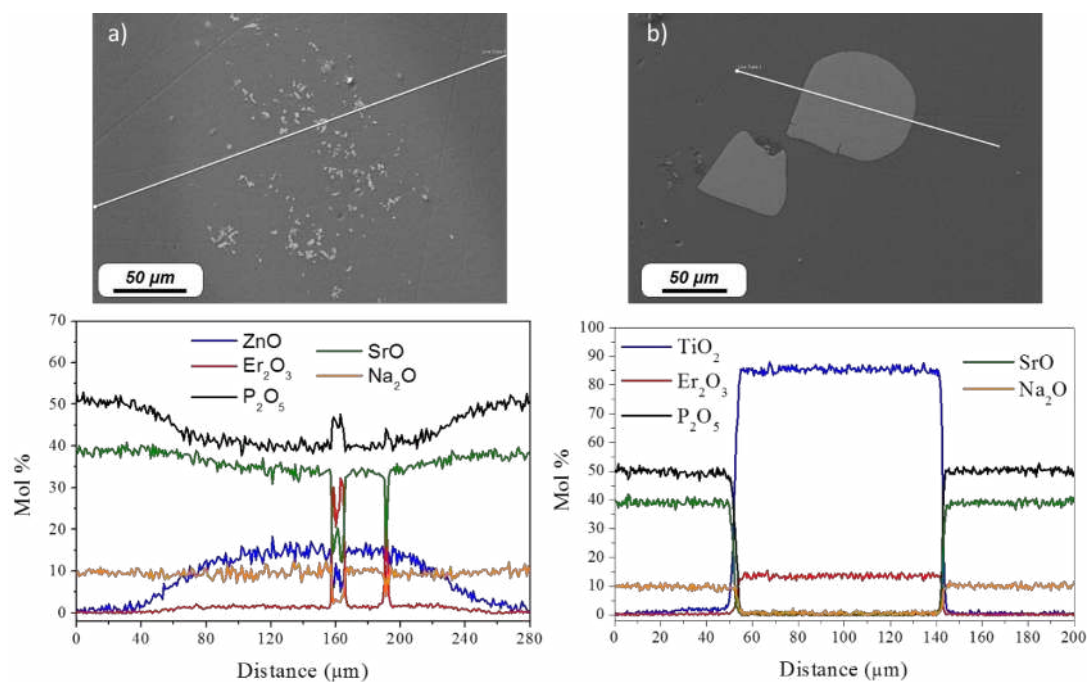 a)
50 µm
b)
50 µm
70
60
50
40
30
20
10
0
Mol %
ZnO
Er₂O₃
P₂O₅
SrO
Na₂O
0 40 80 120 160 200 240 280
Distance (µm)
100
90
80
70
60
50
40
30
20
10
0
Mol %
TiO₂
Er₂O₃
P₂O₅
SrO
Na₂O
0 20 40 60 80 100 120 140 160 180 200
Distance (µm)